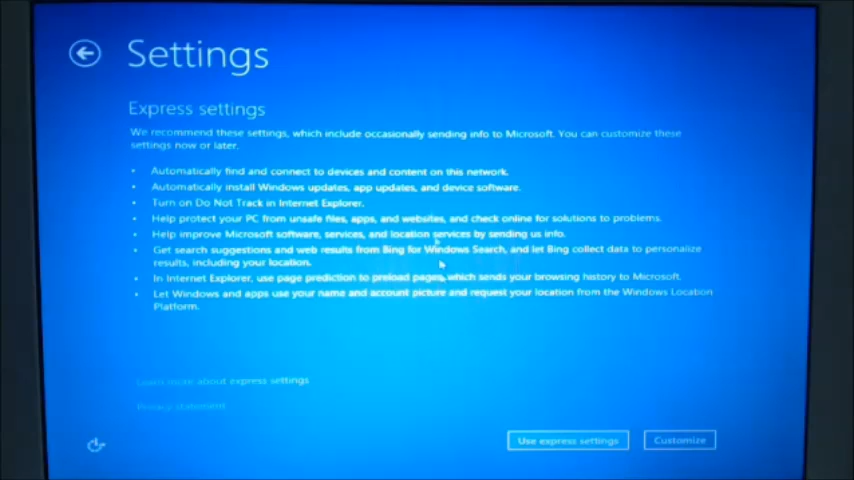 Settings
Express settings
We recommend these settings, which include occasionally sending info to Microsoft. You can customize these
settings now or later.
• Automatically find and connect to devices and content on this network.
• Automatically install Windows updates, app updates, and device software.
• Turn on Do Not Track in Internet Explorer.
• Help protect your PC from unsafe files, apps, and websites, and check online for solutions to problems.
• Help improve Microsoft software, services, and location services by sending us info.
• Get search suggestions and web results from Bing for Windows Search, and let Bing collect data to personalize
results, including your location.
• In Internet Explorer, use page prediction to preload pages, which sends your browsing history to Microsoft.
• Let Windows and apps use your name and account picture and request your location from the Windows Location
Platform.
Learn more about express settings
Privacy statement
Use express settings
Customize